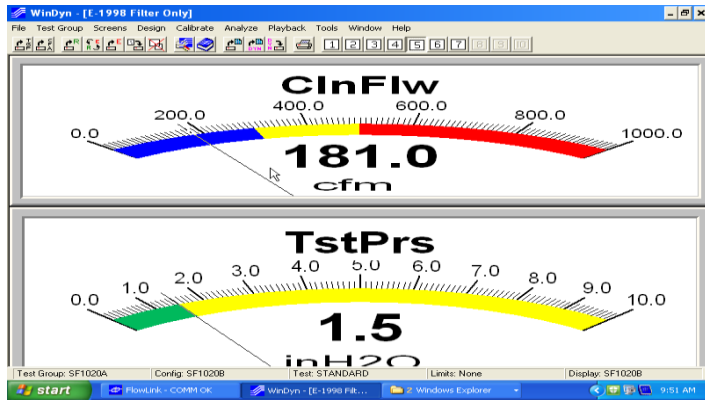 WinDyn - [E-1998 Filter Only]
File Test Group Screens Design Calibrate Analyze Playback Tools Window Help
1 2 3 4 5 6 7 8 9 10
ClnFlw
0.0 200.0 400.0 600.0 800.0 1000.0
181.0
cfm
TstPrs
0.0 1.0 2.0 3.0 4.0 5.0 6.0 7.0 8.0 9.0 10.0
1.5
inH2O
Test Group: SF1020A Config: SF1020B Test: STANDARD Limits: None Display: SF1020B
start FlowLink - COMM OK WinDyn - [E-1998 Filt... 2 Windows Explorer 9:51 AM